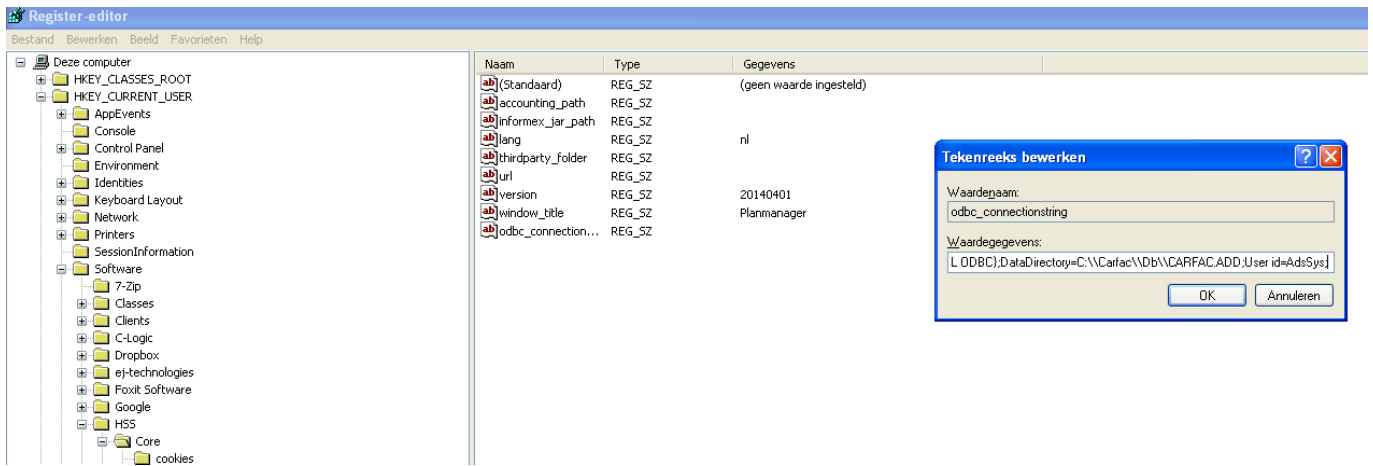 Register-editor
Bestand Bewerken Beeld Favorieten Help
Deze computer
HKEY_CLASSES_ROOT
HKEY_CURRENT_USER
AppEvents
Console
Control Panel
Environment
Identities
Keyboard Layout
Network
Printers
SessionInformation
Software
7-Zip
Classes
Clients
C-Logic
Dropbox
ej-technologies
Foxit Software
Google
HSS
Core
cookies
Naam Type Gegevens
(Standaard) REG_SZ (geen waarde ingesteld)
accounting_path REG_SZ
informex_jar_path REG_SZ
lang REG_SZ nl
thirdparty_folder REG_SZ
url REG_SZ
version REG_SZ 20140401
window_title REG_SZ Planmanager
odbc_connection... REG_SZ
Tekenreeks bewerken
Waardenaam:
odbc_connectionstring
Waardegegevens:
L ODBC};DataDirectory=C:\\Carfac\\Db\\CARFAC.ADD;User id=AdsSys;
OK Annuleren